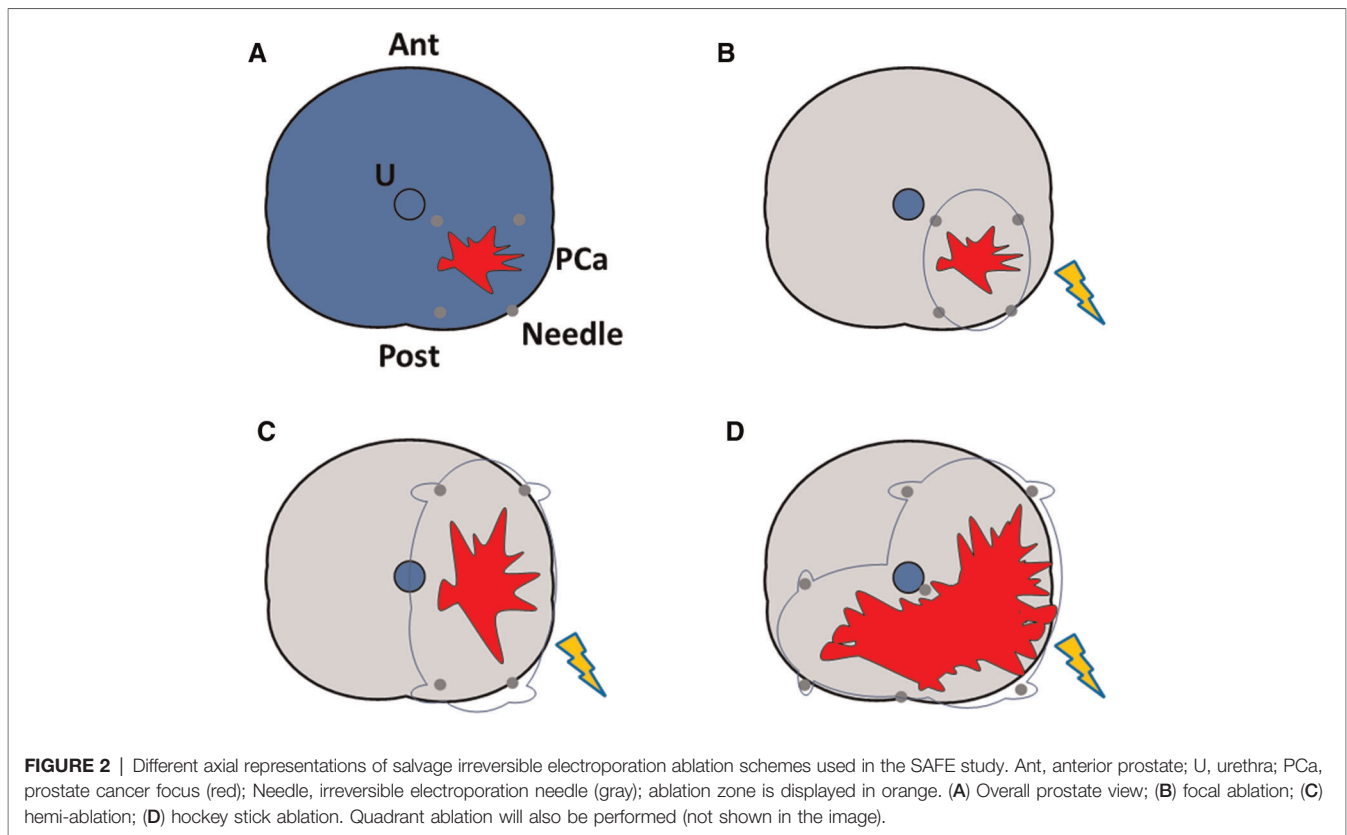 A
Ant
B
U
PCa
Needle
Post
C
D
FIGURE 2 | Different axial representations of salvage irreversible electroporation ablation schemes used in the SAFE study. Ant, anterior prostate; U, urethra; PCa,
prostate cancer focus (red); Needle, irreversible electroporation needle (gray); ablation zone is displayed in orange. (A) Overall prostate view; (B) focal ablation; (C)
hemi-ablation; (D) hockey stick ablation. Quadrant ablation will also be performed (not shown in the image).